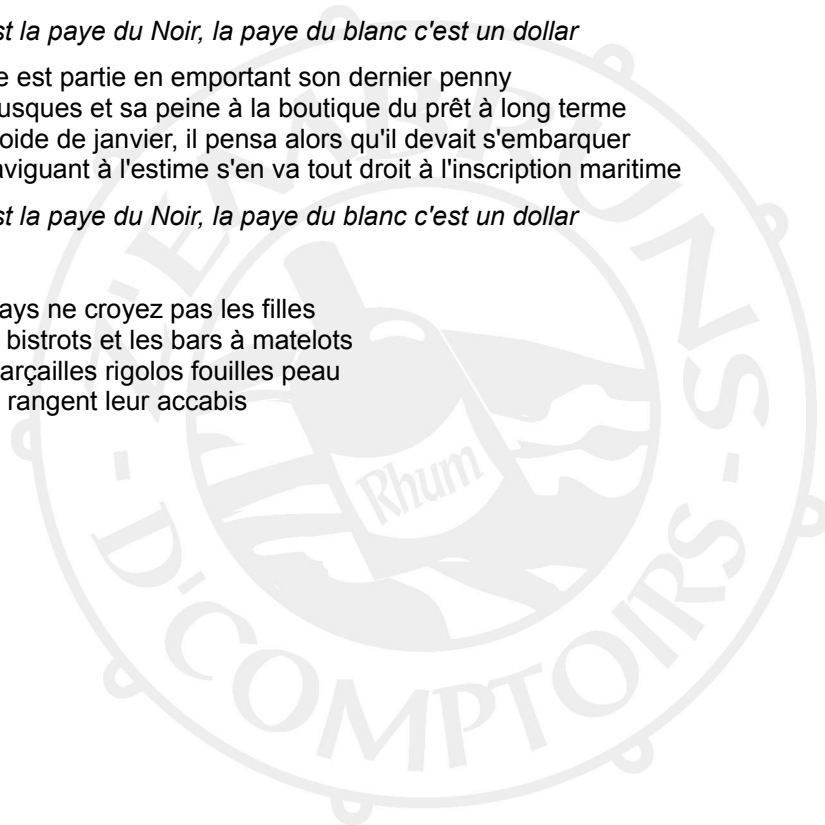 st la paye du Noir, la paye du blanc c'est un dollar
e est partie en emportant son dernier penny
usques et sa peine à la boutique du prêt à long terme
oide de janvier, il pensa alors qu'il devait s'embarquer
aviguant à l'estime s'en va tout droit à l'inscription maritime
st la paye du Noir, la paye du blanc c'est un dollar
ays ne croyez pas les filles
bistrots et les bars à matelots
arçailles rigolos fouilles peau
rangent leur accabis
Z'EMBRUNS
Rhum
- D'COMPTOIRS -